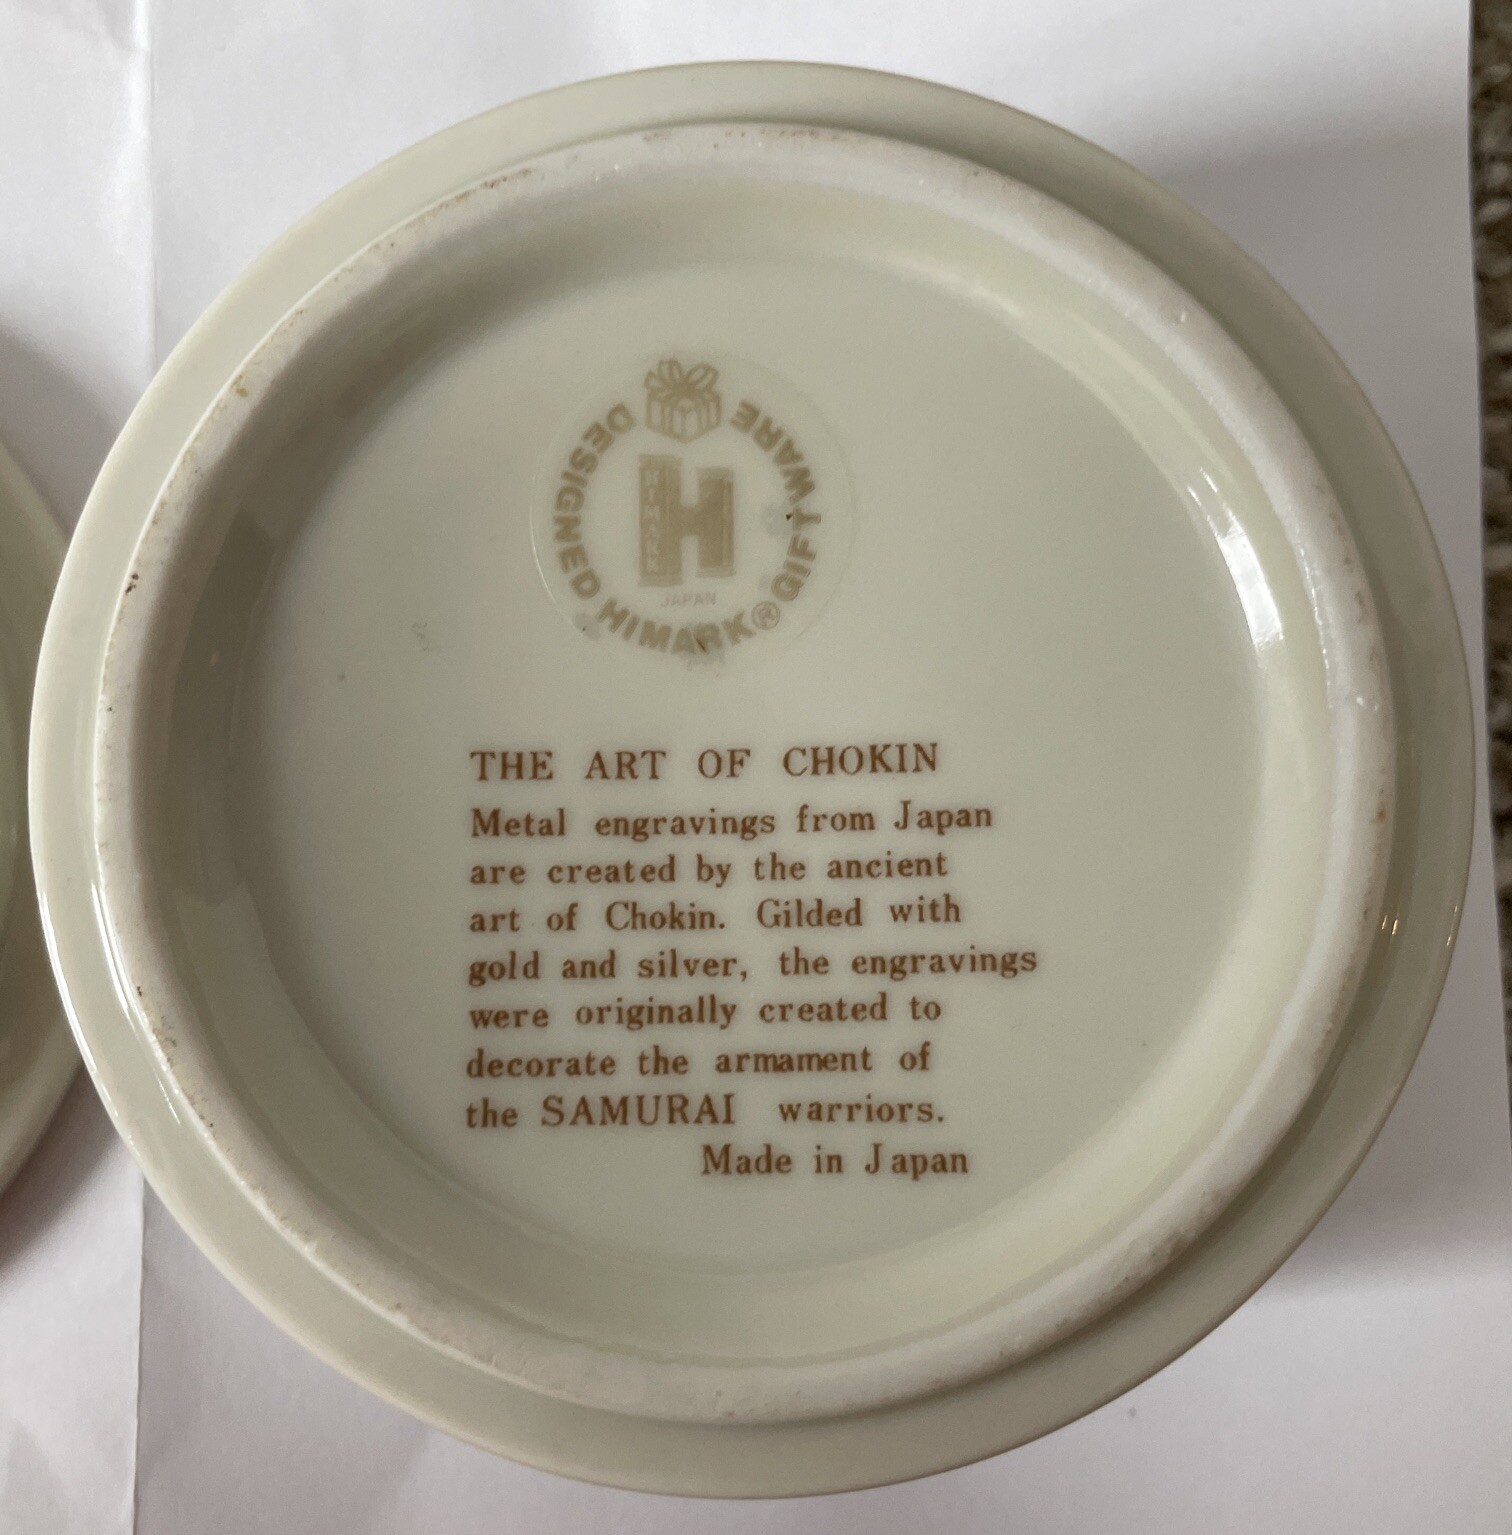 DESIGNED HIMARK® GIFTWARE
HIMARK
H
JAPAN
THE ART OF CHOKIN
Metal engravings from Japan
are created by the ancient
art of Chokin. Gilded with
gold and silver, the engravings
were originally created to
decorate the armament of
the SAMURAI warriors.
Made in Japan